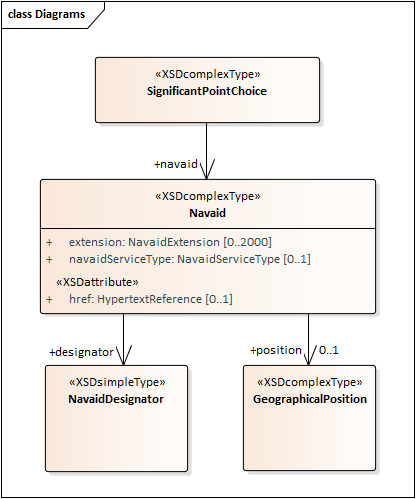 class Diagrams
«XSDcomplexType»
SignificantPointChoice
+navaid
«XSDcomplexType»
Navaid
+ extension: NavaidExtension [0..2000]
+ navaidServiceType: NavaidServiceType [0..1]
«XSDattribute»
+ href: HypertextReference [0..1]
+designator
+position 0..1
«XSDsimpleType»
NavaidDesignator
«XSDcomplexType»
GeographicalPosition